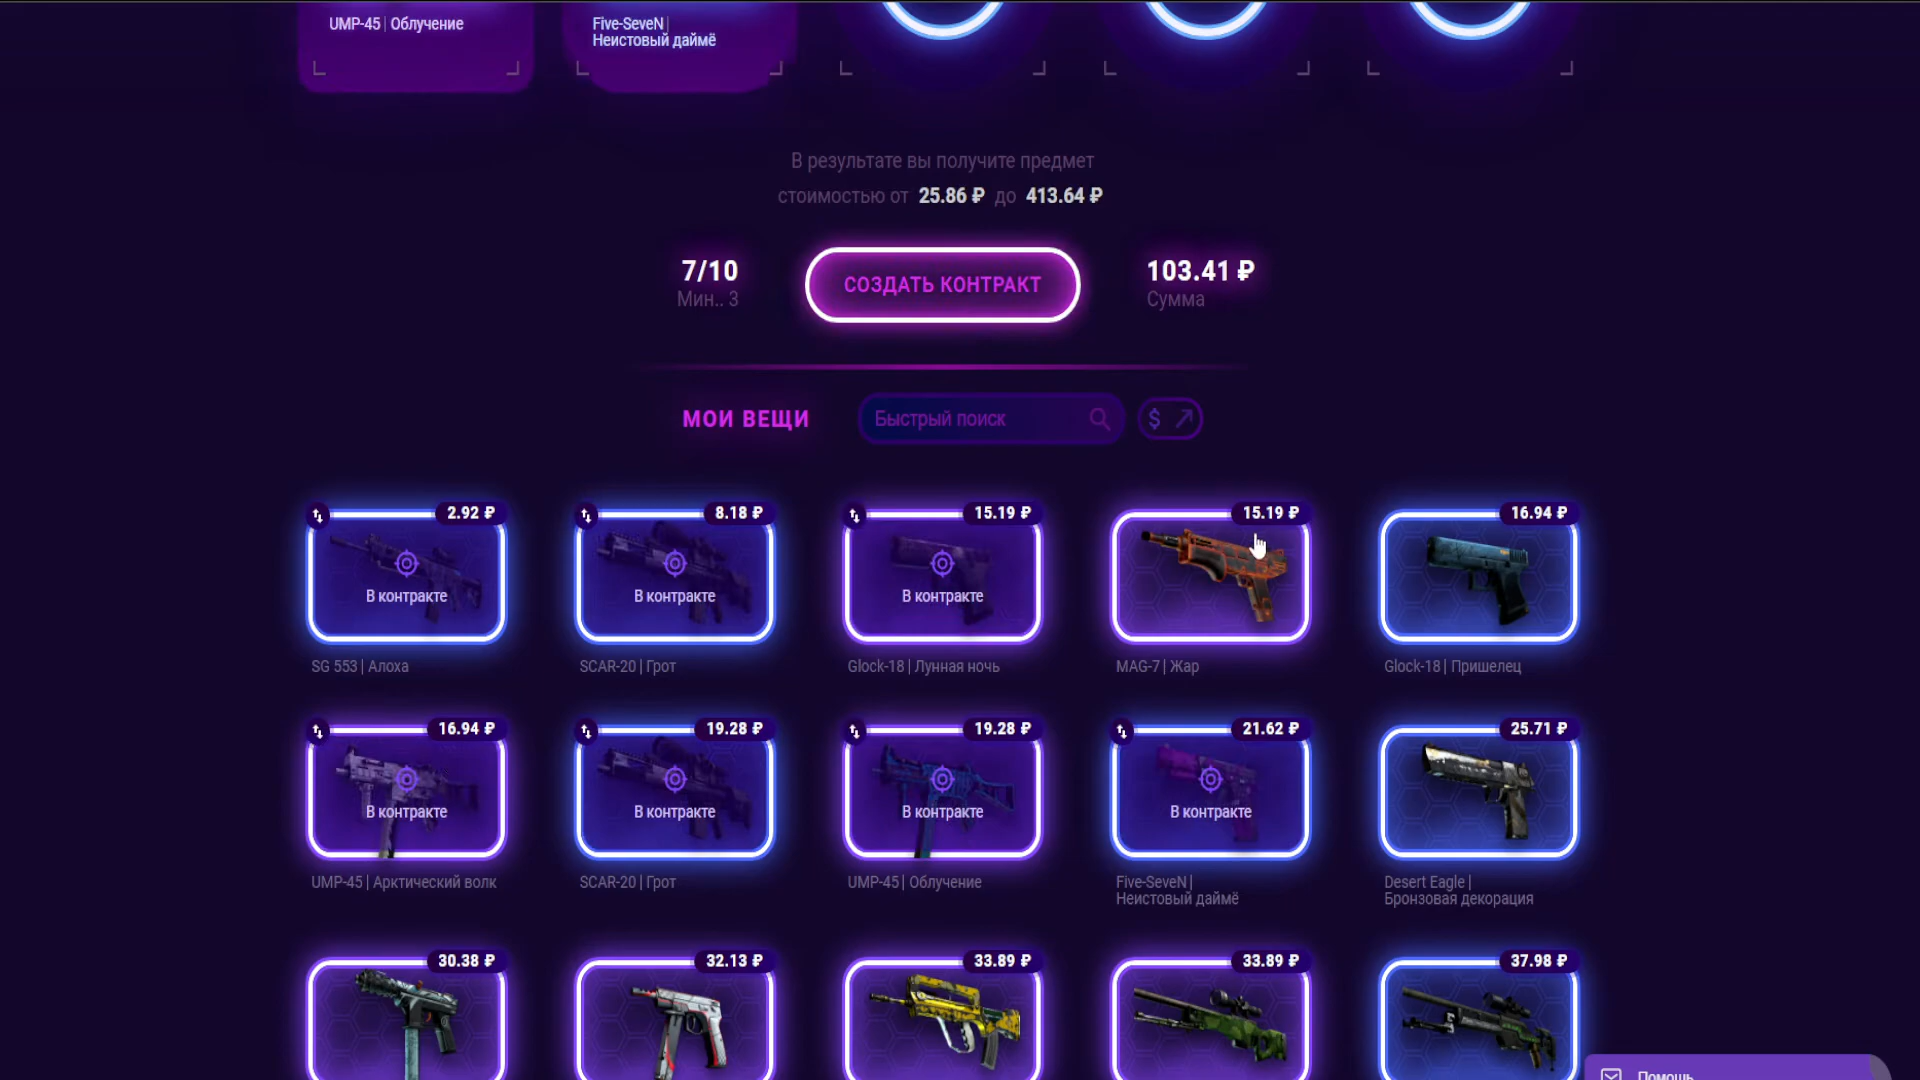 UMP-45 | Облучение
Five-SeveN |
Неистовый даймё
В результате вы получите предмет
стоимостью от 25.86 ₽ до 413.64 ₽
7/10
Мин.. 3
СОЗДАТЬ КОНТРАКТ
103.41 ₽
Сумма
МОИ ВЕЩИ
Быстрый поиск
$
2.92 ₽
8.18 ₽
15.19 ₽
15.19 ₽
16.94 ₽
В контракте
В контракте
В контракте
SG 553 | Алоха
SCAR-20 | Грот
Glock-18 | Лунная ночь
MAG-7 | Жар
Glock-18 | Пришелец
16.94 ₽
19.28 ₽
19.28 ₽
21.62 ₽
25.71 ₽
В контракте
В контракте
В контракте
В контракте
UMP-45 | Арктический волк
SCAR-20 | Грот
UMP-45 | Облучение
Five-SeveN |
Неистовый даймё
Desert Eagle |
Бронзовая декорация
30.38 ₽
32.13 ₽
33.89 ₽
33.89 ₽
37.98 ₽
Помощь